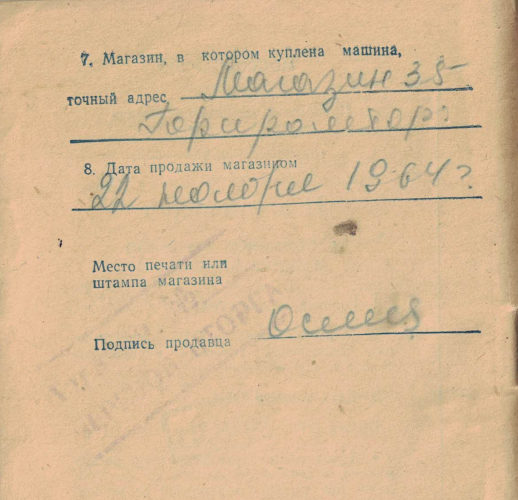 7. Магазин, в котором куплена машина,
точный адрес Магазин 35
Горпромторг
8. Дата продажи магазином
22 ноября 1964 г.
Место печати или
штампа магазина
Подпись продавца